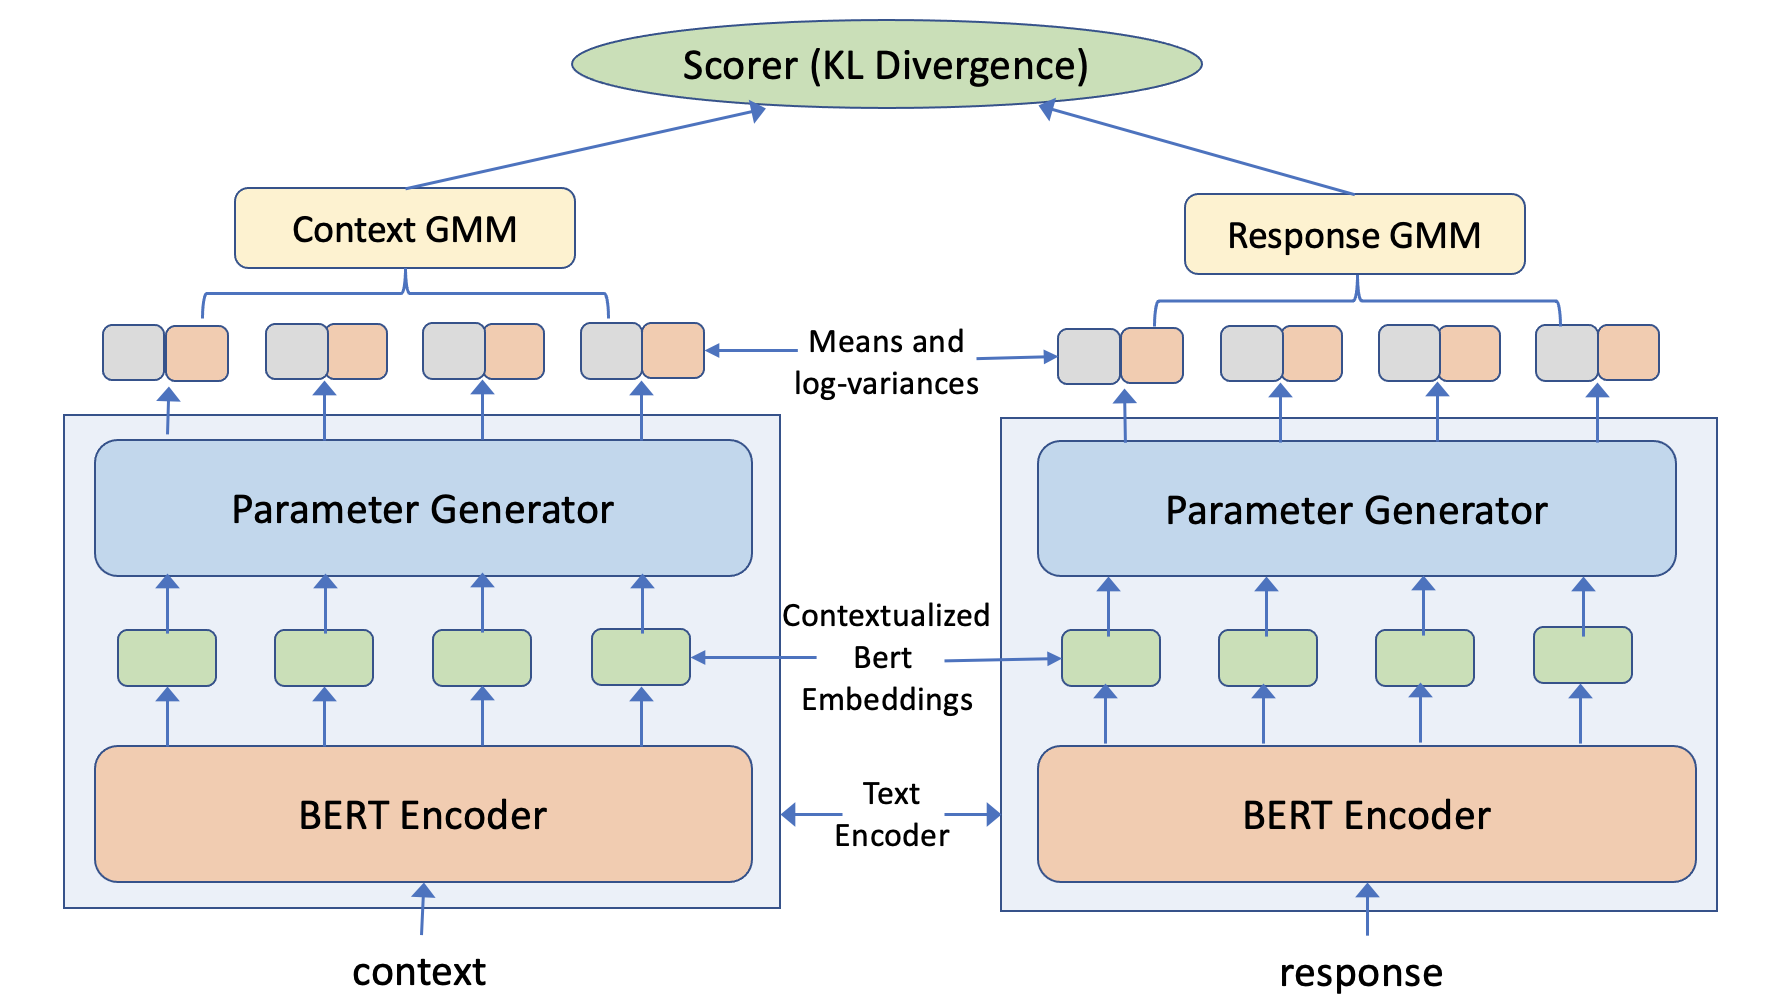 Scorer (KL Divergence)
Context GMM
Response GMM
Means and
log-variances
Parameter Generator
Parameter Generator
Contextualized
Bert
Embeddings
BERT Encoder
Text
Encoder
BERT Encoder
context
response